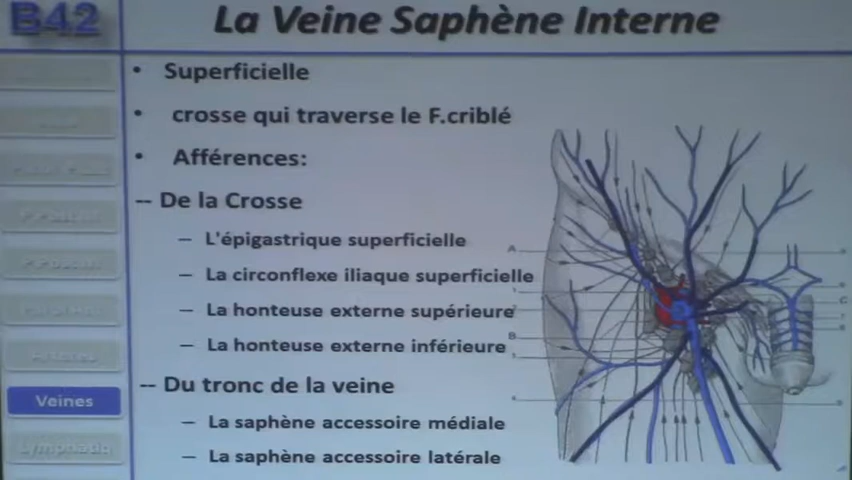 B42
La Veine Saphène Interne
• Superficielle
• crosse qui traverse le F.criblé
• Afférences:
-- De la Crosse
– L'épigastrique superficielle
– La circonflexe iliaque superficielle
– La honteuse externe supérieure
– La honteuse externe inférieure
-- Du tronc de la veine
– La saphène accessoire médiale
– La saphène accessoire latérale
Veines
A
B